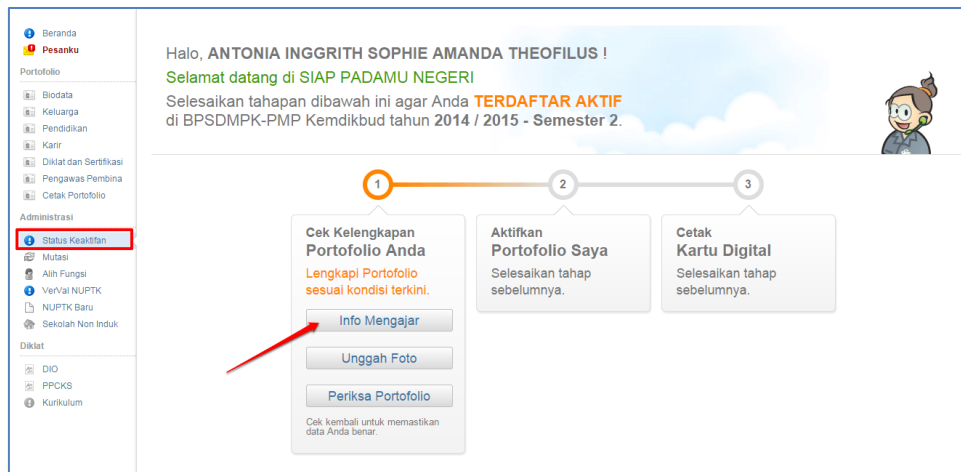 Beranda
Pesanku
Portofolio
Biodata
Keluarga
Pendidikan
Karir
Diklat dan Sertifikasi
Pengawas Pembina
Cetak Portofolio
Administrasi
Status Keaktifan
Mutasi
Alih Fungsi
VerVal NUPTK
NUPTK Baru
Sekolah Non Induk
Diklat
DIO
PPCKS
Kurikulum
Halo, ANTONIA INGGRITH SOPHIE AMANDA THEOFILUS !
Selamat datang di SIAP PADAMU NEGERI
Selesaikan tahapan dibawah ini agar Anda TERDAFTAR AKTIF
di BPSDMPK-PMP Kemdikbud tahun 2014 / 2015 - Semester 2.
1
Cek Kelengkapan
Portofolio Anda
Lengkapi Portofolio
sesuai kondisi terkini.
Info Mengajar
Unggah Foto
Periksa Portofolio
Cek kembali untuk memastikan
data Anda benar.
2
Aktifkan
Portofolio Saya
Selesaikan tahap
sebelumnya.
3
Cetak
Kartu Digital
Selesaikan tahap
sebelumnya.